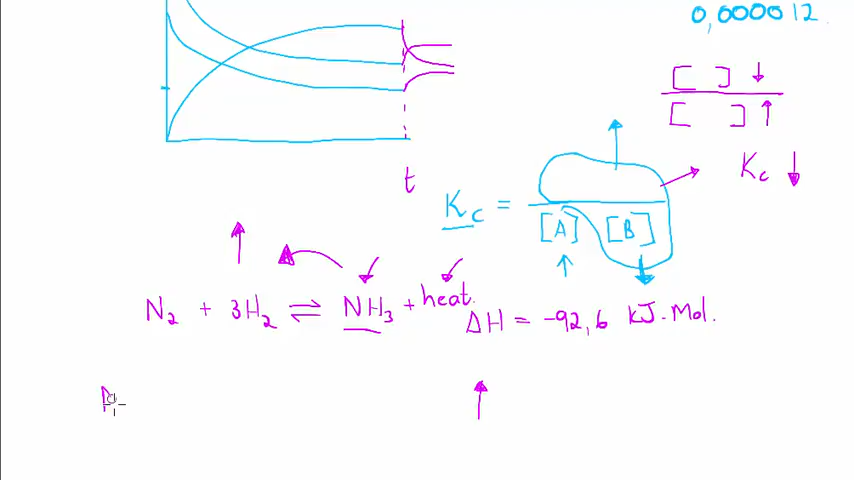 0,000012
[ ] ↓
[ ] ↑
t
Kc ↓
Kc =
[A] [B]
N₂ + 3H₂ ⇌ NH₃ + heat.
ΔH = -92,6 kJ.Mol.